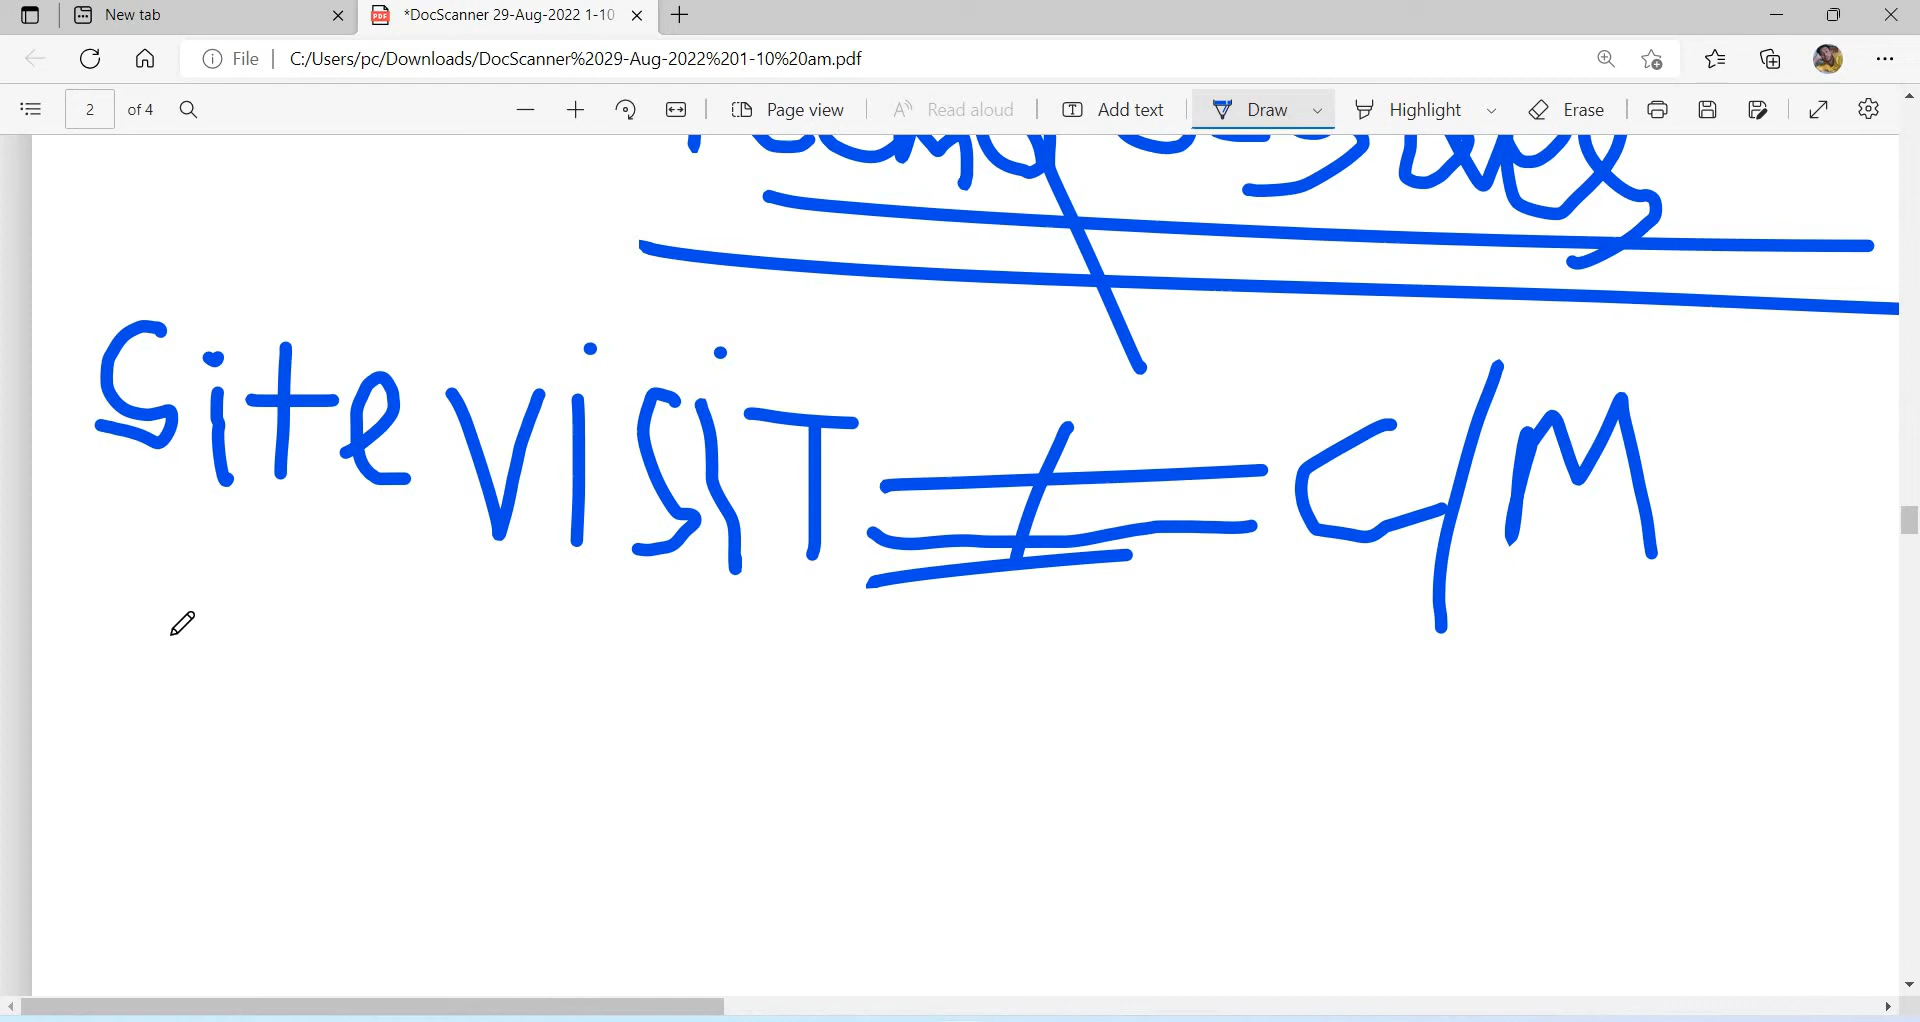 New tab
*DocScanner 29-Aug-2022 1-10
File
C:/Users/pc/Downloads/DocScanner%2029-Aug-2022%201-10%20am.pdf
2 of 4
Page view
Read aloud
Add text
Draw
Highlight
Erase
Site VISIT ≠ C/M